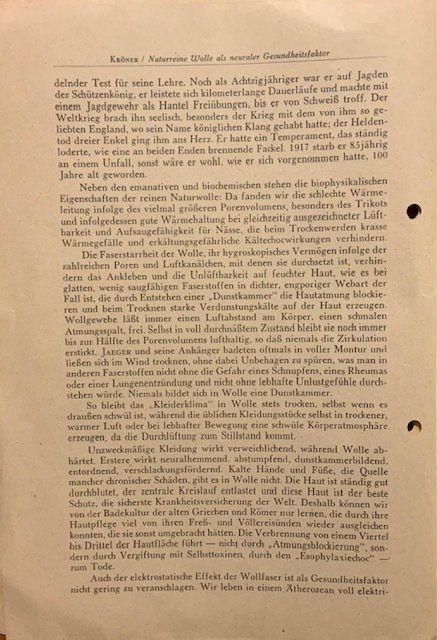 KRÖNER / Naturreine Wolle als neuraler Gesundheitsfaktor
delnder Test für seine Lehre. Noch als Achtzigjähriger war er auf Jagden
der Schützenkönig, er leistete sich kilometerlange Dauerläufe und machte mit
einem Jagdgewehr als Hantel Freiübungen, bis er von Schweiß troff. Der
Weltkrieg brach ihn seelisch, besonders der Krieg mit dem von ihm so ge-
liebten England, wo sein Name königlichen Klang gehabt hatte; der Helden-
tod dreier Enkel ging ihm ans Herz. Er hatte ein Temperament, das ständig
loderte, wie eine an beiden Enden brennende Fackel. 1917 starb er 85jährig
an einem Unfall, sonst wäre er wohl, wie er sich vorgenommen hatte, 100
Jahre alt geworden.
Neben den emanativen und biochemischen stehen die biophysikalischen
Eigenschaften der reinen Naturwolle: Da fanden wir die schlechte Wärme-
leitung infolge des vielmal größeren Porenvolumens, besonders des Trikots
und infolgedessen gute Wärmehaltung bei gleichzeitig ausgezeichneter Lüft-
barkeit und Aufsaugefähigkeit für Nässe, die beim Trockenwerden krasse
Wärmegefälle und erkältungsgefährliche Kältechocwirkungen verhindern.
Die Faserstarrheit der Wolle, ihr hygroskopisches Vermögen infolge der
zahlreichen Poren und Luftkanälchen, mit denen sie durchsetzt ist, verhin-
dern das Ankleben und die Unlüftbarkeit auf feuchter Haut, wie es bei
glatten, wenig saugfähigen Faserstoffen in dichter, engporiger Webart der
Fall ist, die durch Entstehen einer „Dunstkammer" die Hautatmung blockie-
ren und beim Trocknen starke Verdunstungskälte auf der Haut erzeugen.
Wollgewebe läßt immer einen Luftabstand am Körper, einen schmalen
Atmungsspalt, frei. Selbst in voll durchnäßtem Zustand bleibt sie noch immer
bis zur Hälfte des Porenvolumens lufthaltig, so daß niemals die Zirkulation
erstickt. JAEGER und seine Anhänger badeten oftmals in voller Montur und
ließen sich im Wind trocknen, ohne dabei Unbehagen zu spüren, was man in
anderen Faserstoffen nicht ohne die Gefahr eines Schnupfens, eines Rheumas
oder einer Lungenentzündung und nicht ohne lebhafte Unlustgefühle durch-
stehen würde. Niemals bildet sich in Wolle eine Dunstkammer.
So bleibt das „Kleiderklima" in Wolle stets trocken, selbst wenn es
draußen schwül ist, während die üblichen Kleidungsstücke selbst in trockener,
warmer Luft oder bei lebhafter Bewegung eine schwüle Körperatmosphäre
erzeugen, da die Durchlüftung zum Stillstand kommt.
Unzweckmäßige Kleidung wirkt verweichlichend, während Wolle ab-
härtet. Erstere wirkt neuralhemmend, abstumpfend, dunstkammerbildend,
entordnend, verschlackungsfördernd. Kalte Hände und Füße, die Quelle
mancher chronischer Schäden, gibt es in Wolle nicht. Die Haut ist ständig gut
durchblutet, der zentrale Kreislauf entlastet und diese Haut ist der beste
Schutz, die sicherste Krankheitsversicherung der Welt. Deshalb können wir
von der Badekultur der alten Griechen und Römer nur lernen, die durch ihre
Hautpflege viel von ihren Freß- und Völlereisünden wieder ausgleichen
konnten, die sie sonst umgebracht hätten. Die Verbrennung von einem Viertel
bis Drittel der Hautfläche führt — nicht durch „Atmungsblockierung", son-
dern durch Vergiftung mit Selbsttoxinen, durch den „Esophylaxiechoc" —
zum Tode.
Auch der elektrostatische Effekt der Wollfaser ist als Gesundheitsfaktor
nicht gering zu veranschlagen. Wir leben in einem Ätherozean voll elektri-